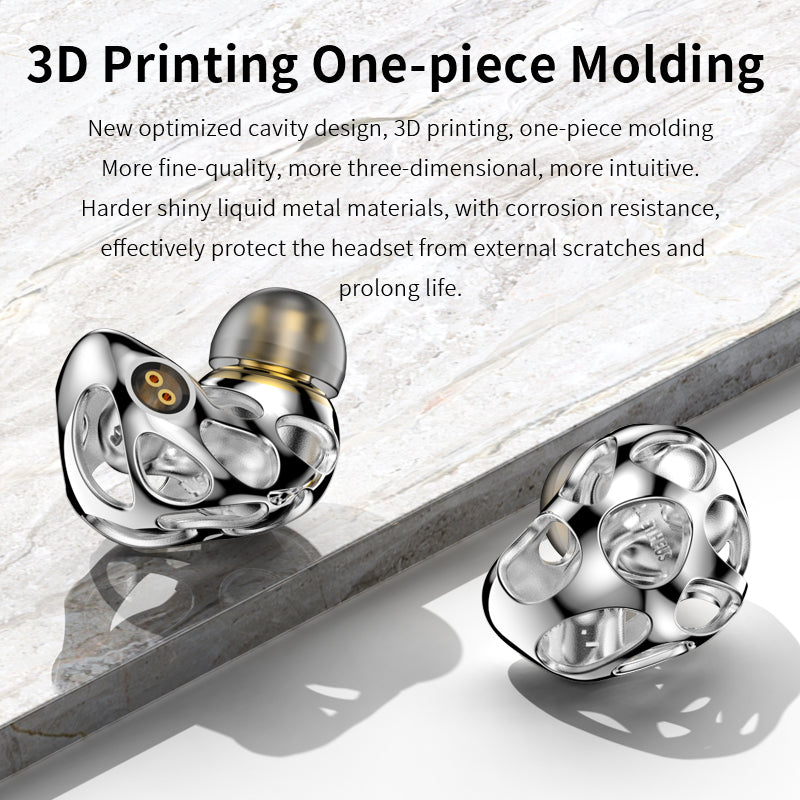 3D Printing One-piece Molding
New optimized cavity design, 3D printing, one-piece molding
More fine-quality, more three-dimensional, more intuitive.
Harder shiny liquid metal materials, with corrosion resistance,
effectively protect the headset from external scratches and
prolong life.